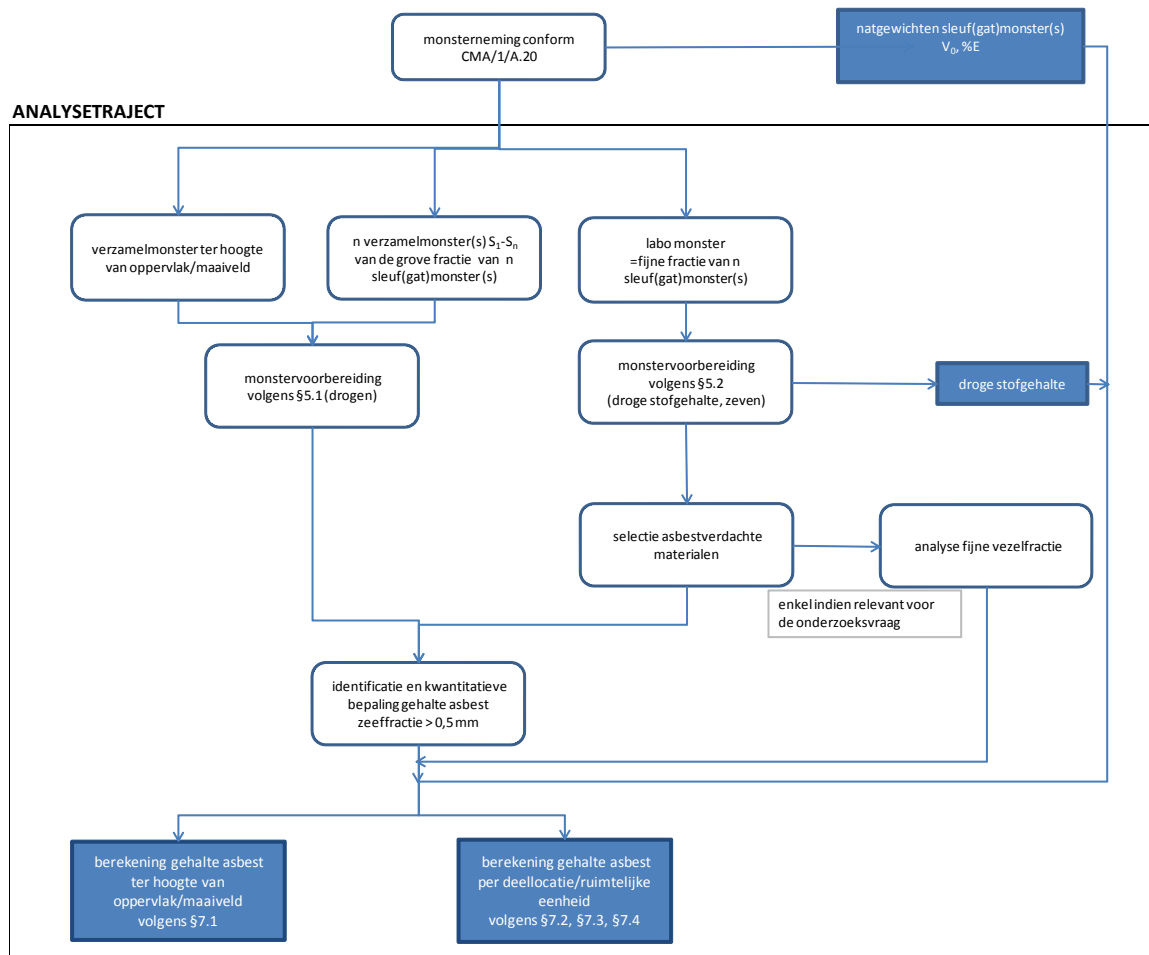 monsterneming conform
CMA/1/A.20
natgewichten sleuf(gat)monster(s)
V₀, %E
ANALYSETRAJECT
verzamelmonster ter hoogte
van oppervlak/maaiveld
n verzamelmonster(s) S₁-Sₙ
van de grove fractie van n
sleuf(gat)monster (s)
labo monster
=fijne fractie van n
sleuf(gat)monster(s)
monstervoorbereiding
volgens §5.1 (drogen)
monstervoorbereiding
volgens §5.2
(droge stofgehalte, zeven)
droge stofgehalte
selectie asbestverdachte
materialen
analyse fijne vezelfractie
enkel indien relevant voor
de onderzoeksvraag
identificatie en kwantitatieve
bepaling gehalte asbest
zeeffractie > 0,5 mm
berekening gehalte asbest
ter hoogte van
oppervlak/maaiveld
volgens §7.1
berekening gehalte asbest
per deellocatie/ruimtelijke
eenheid
volgens §7.2, §7.3, §7.4